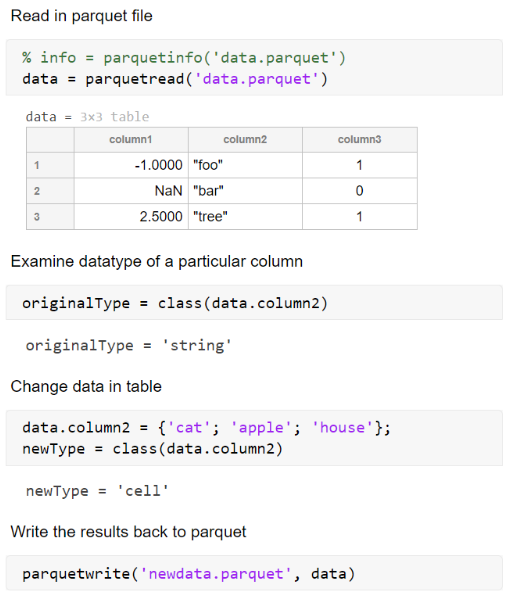 Read in parquet file
% info = parquetinfo('data.parquet')
data = parquetread('data.parquet')
data = 3×3 table
column1 column2 column3
1 -1.0000 "foo" 1
2 NaN "bar" 0
3 2.5000 "tree" 1
Examine datatype of a particular column
originalType = class(data.column2)
originalType = 'string'
Change data in table
data.column2 = {'cat'; 'apple'; 'house'};
newType = class(data.column2)
newType = 'cell'
Write the results back to parquet
parquetwrite('newdata.parquet', data)